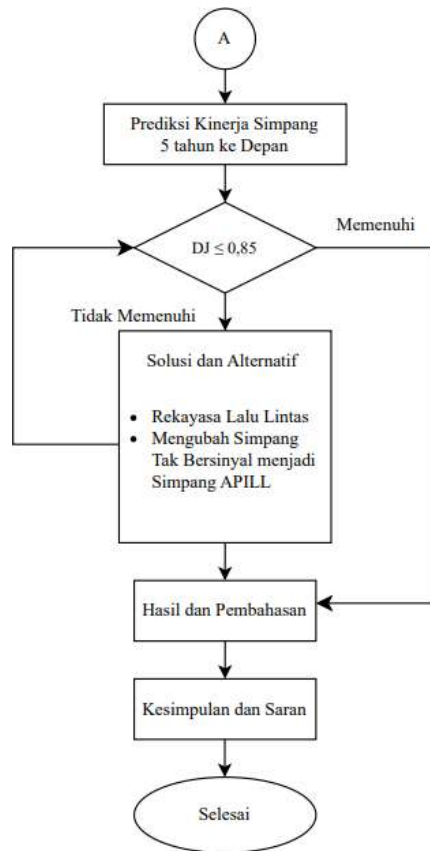 A
Prediksi Kinerja Simpang
5 tahun ke Depan
DJ ≤ 0,85
Memenuhi
Tidak Memenuhi
Solusi dan Alternatif
• Rekayasa Lalu Lintas
• Mengubah Simpang
Tak Bersinyal menjadi
Simpang APILL
Hasil dan Pembahasan
Kesimpulan dan Saran
Selesai